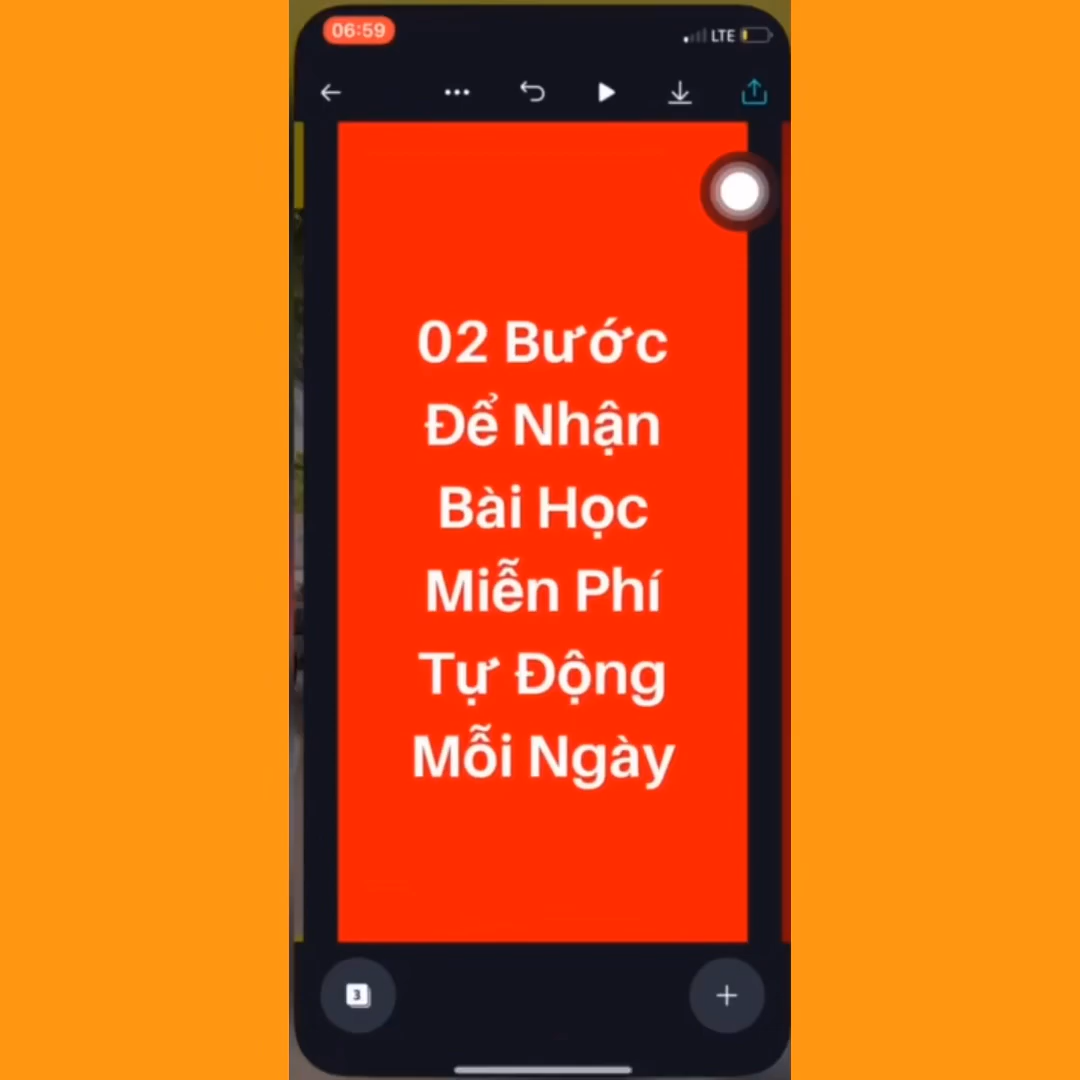 06:59
LTE
02 Bước
Để Nhận
Bài Học
Miễn Phí
Tự Động
Mỗi Ngày
3